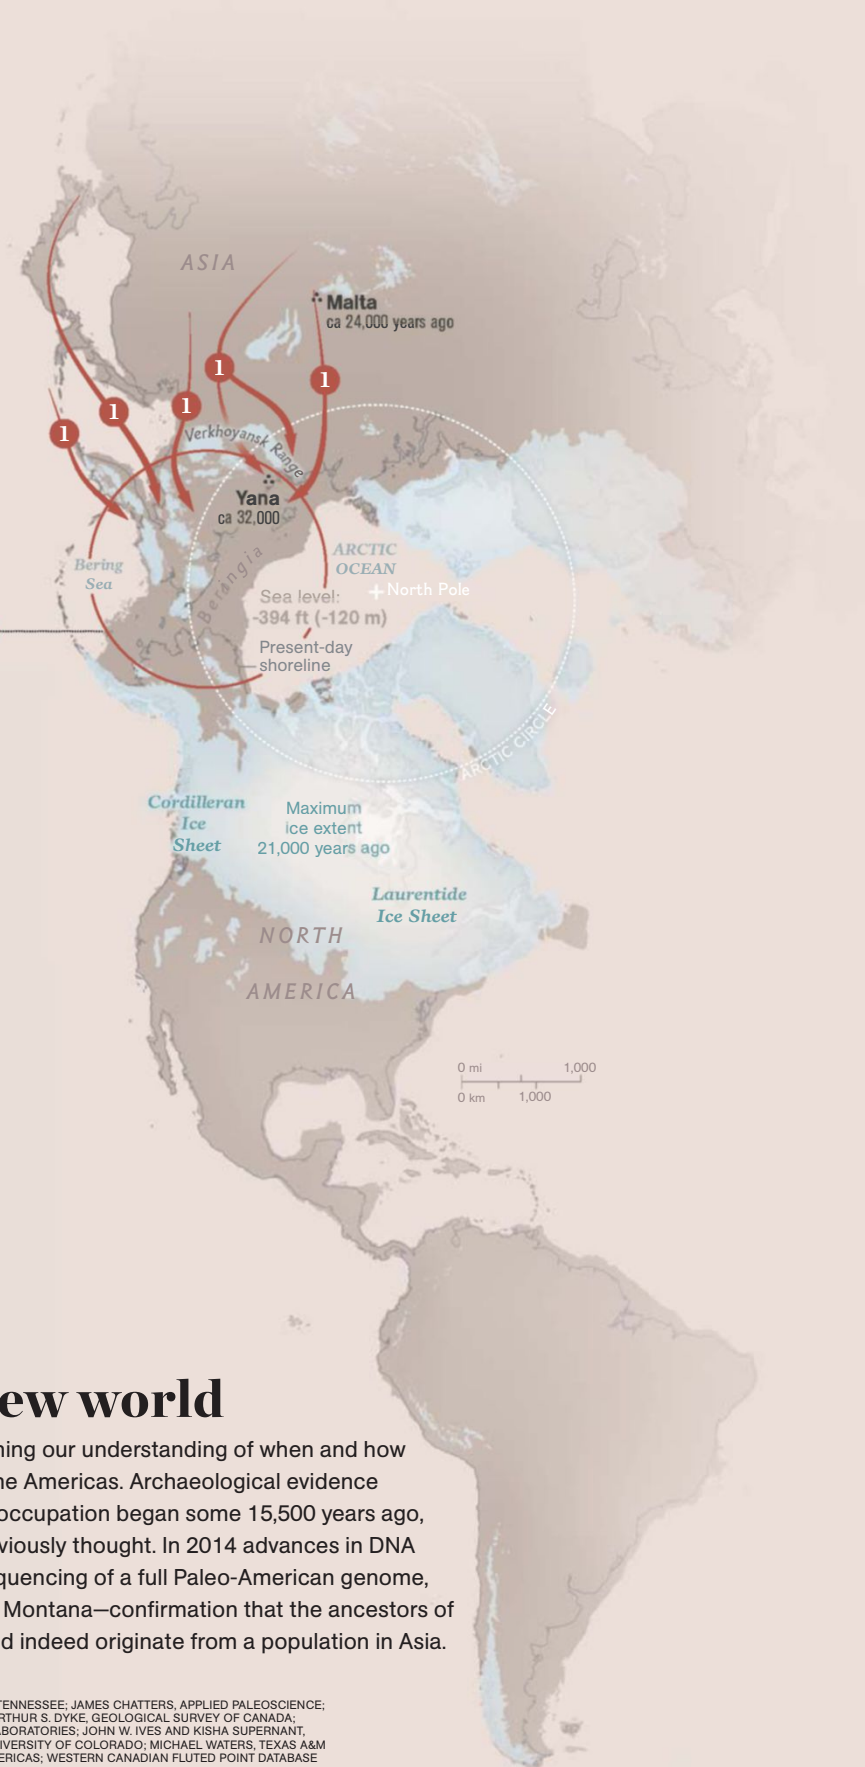 ASIA
Malta
ca 24,000 years ago
1
1
1
1
1
Verkhoyansk Range
Yana
ca 32,000
Bering
Sea
Beringia
ARCTIC
OCEAN
North Pole
Sea level:
-394 ft (-120 m)
Present-day
shoreline
ARCTIC CIRCLE
Cordilleran
Ice
Sheet
Maximum
ice extent
21,000 years ago
Laurentide
Ice Sheet
NORTH
AMERICA
0 mi 1,000
0 km 1,000
ew world
ning our understanding of when and how
ne Americas. Archaeological evidence
occupation began some 15,500 years ago,
viously thought. In 2014 advances in DNA
quencing of a full Paleo-American genome,
Montana—confirmation that the ancestors of
d indeed originate from a population in Asia.
TENNESSEE; JAMES CHATTERS, APPLIED PALEOSCIENCE;
RTHUR S. DYKE, GEOLOGICAL SURVEY OF CANADA;
ABORATORIES; JOHN W. IVES AND KISHA SUPERNANT,
IVERSITY OF COLORADO; MICHAEL WATERS, TEXAS A&M
ERICAS; WESTERN CANADIAN FLUTED POINT DATABASE